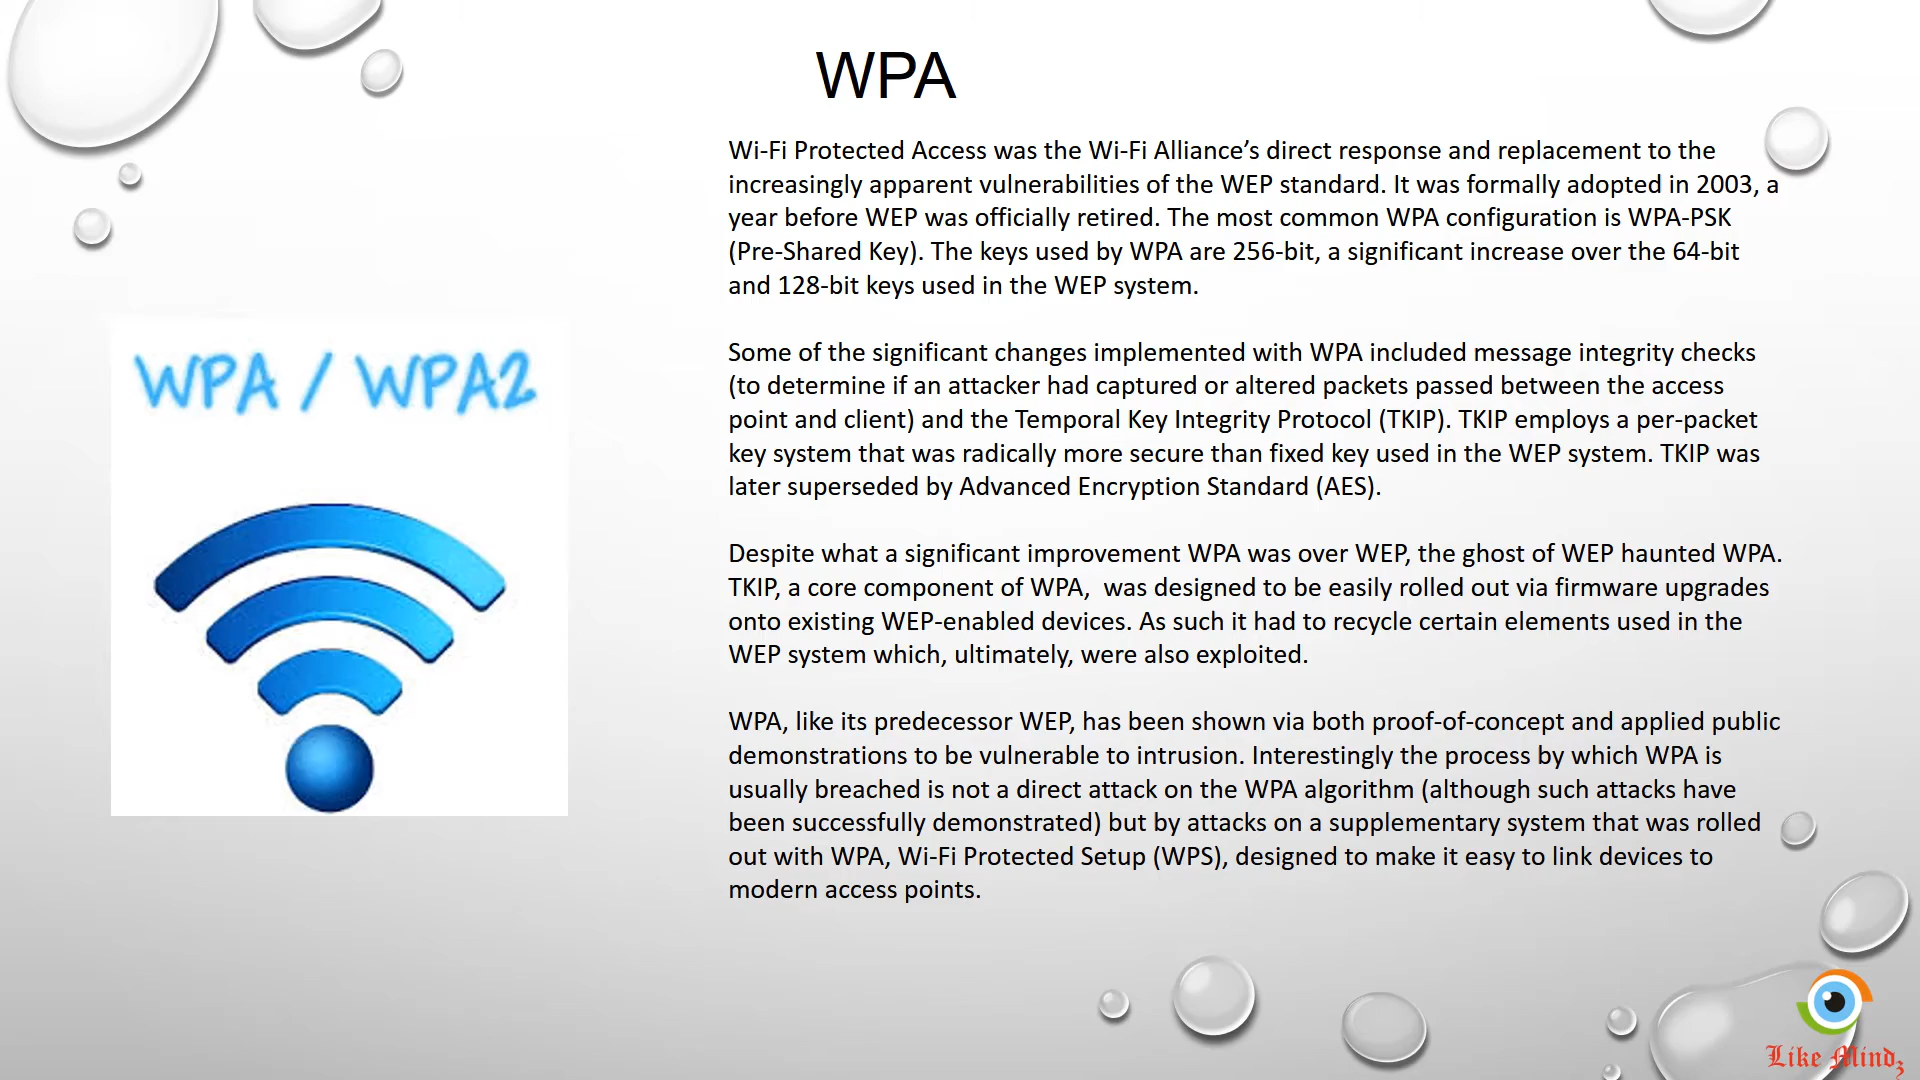 WPA
Wi-Fi Protected Access was the Wi-Fi Alliance’s direct response and replacement to the
increasingly apparent vulnerabilities of the WEP standard. It was formally adopted in 2003, a
year before WEP was officially retired. The most common WPA configuration is WPA-PSK
(Pre-Shared Key). The keys used by WPA are 256-bit, a significant increase over the 64-bit
and 128-bit keys used in the WEP system.
Some of the significant changes implemented with WPA included message integrity checks
(to determine if an attacker had captured or altered packets passed between the access
point and client) and the Temporal Key Integrity Protocol (TKIP). TKIP employs a per-packet
key system that was radically more secure than fixed key used in the WEP system. TKIP was
later superseded by Advanced Encryption Standard (AES).
Despite what a significant improvement WPA was over WEP, the ghost of WEP haunted WPA.
TKIP, a core component of WPA,  was designed to be easily rolled out via firmware upgrades
onto existing WEP-enabled devices. As such it had to recycle certain elements used in the
WEP system which, ultimately, were also exploited.
WPA, like its predecessor WEP, has been shown via both proof-of-concept and applied public
demonstrations to be vulnerable to intrusion. Interestingly the process by which WPA is
usually breached is not a direct attack on the WPA algorithm (although such attacks have
been successfully demonstrated) but by attacks on a supplementary system that was rolled
out with WPA, Wi-Fi Protected Setup (WPS), designed to make it easy to link devices to
modern access points.
WPA / WPA2
Like Mindz